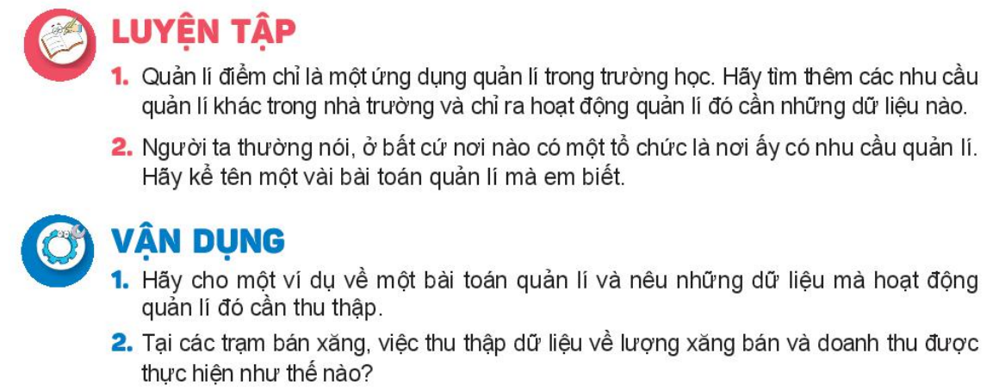 LUYỆN TẬP
1. Quản lí điểm chỉ là một ứng dụng quản lí trong trường học. Hãy tìm thêm các nhu cầu
quản lí khác trong nhà trường và chỉ ra hoạt động quản lí đó cần những dữ liệu nào.
2. Người ta thường nói, ở bất cứ nơi nào có một tổ chức là nơi ấy có nhu cầu quản lí.
Hãy kể tên một vài bài toán quản lí mà em biết.
VẬN DỤNG
1. Hãy cho một ví dụ về một bài toán quản lí và nêu những dữ liệu mà hoạt động
quản lí đó cần thu thập.
2. Tại các trạm bán xăng, việc thu thập dữ liệu về lượng xăng bán và doanh thu được
thực hiện như thế nào?